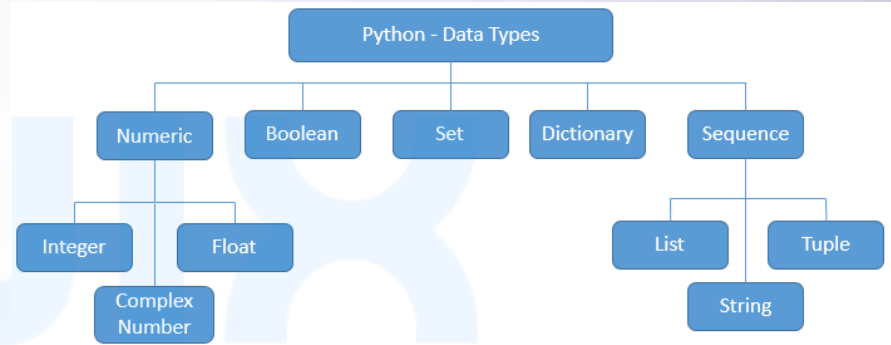 Python - Data Types
Numeric
Boolean
Set
Dictionary
Sequence
Integer
Float
Complex
Number
List
Tuple
String